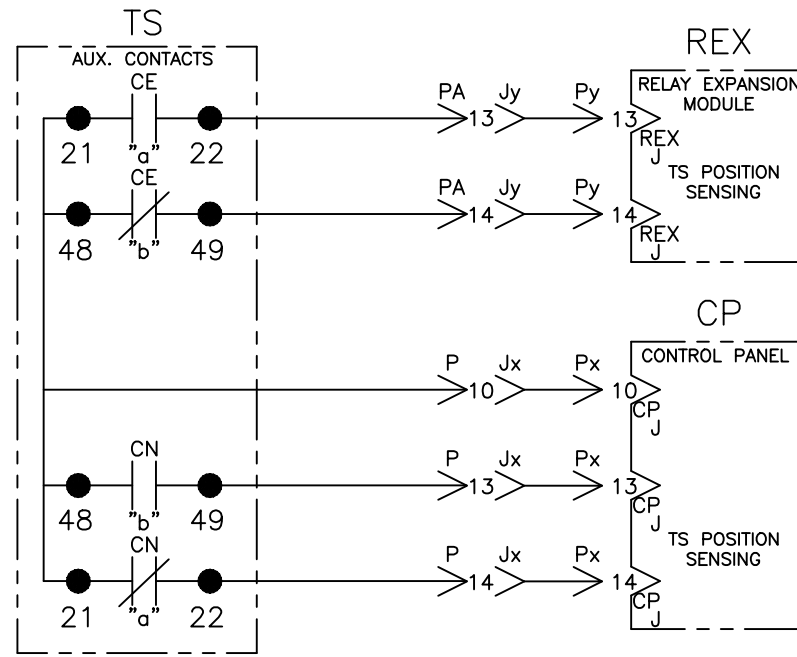 TS
AUX. CONTACTS
REX
RELAY EXPANSION
MODULE
CE
21 "a" 22
PA 13 Jy Py 13
REX
J
TS POSITION
SENSING
CE
48 "b" 49
PA 14 Jy Py 14
REX
J
CP
CONTROL PANEL
P 10 Jx Px 10
CP
J
CN
48 "b" 49
P 13 Jx Px 13
CP
J
TS POSITION
SENSING
CN
21 "a" 22
P 14 Jx Px 14
CP
J